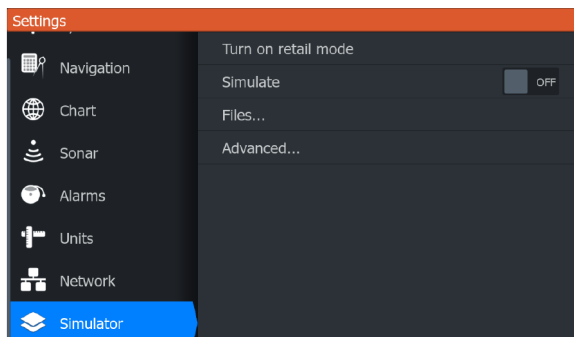 Settings
Navigation
Chart
Sonar
Alarms
Units
Network
Simulator
Turn on retail mode
Simulate OFF
Files...
Advanced...